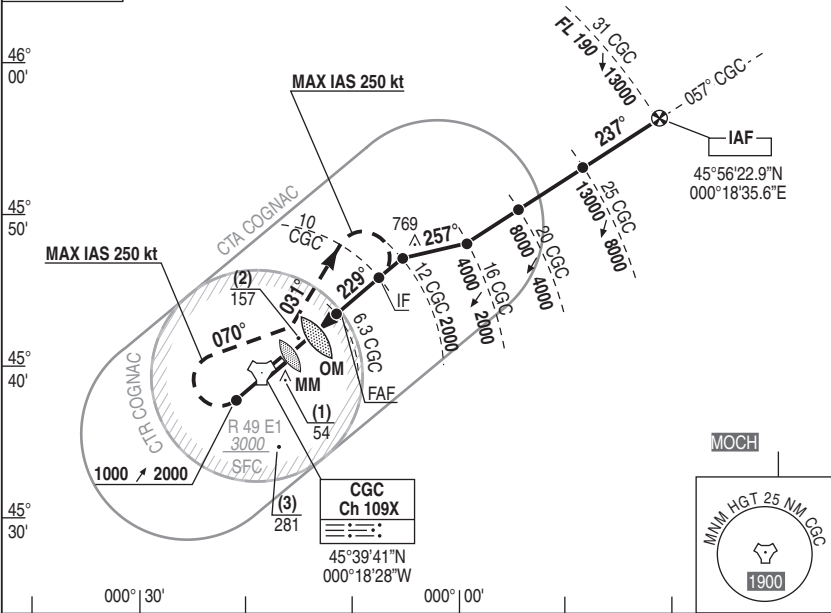 46°
00'
31 CGC
FL 190 → 13000
057° CGC
MAX IAS 250 kt
237°
IAF
45°56'22.9"N
000°18'35.6"E
45°
50'
CTA COGNAC
10
CGC
769
257°
25 CGC
13000 → 8000
20 CGC
8000 → 4000
16 CGC
4000 → 2000
12 CGC
2000
MAX IAS 250 kt
(2)
157
031°
229°
IF
6.3 CGC
070°
OM
MM
FAF
45°
40'
CTR COGNAC
(1)
54
R 49 E1
3000
SFC
1000 ↗ 2000
(3)
281
CGC
Ch 109X
45°39'41"N
000°18'28"W
45°
30'
MOCH
MNM HGT 25 NM CGC
1900
000° 30'
000° 00'